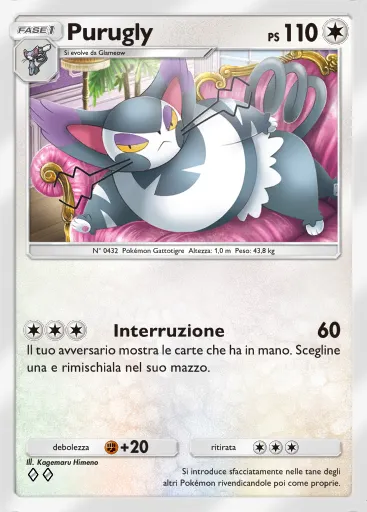 FASE 1 Purugly PS 110
Si evolve da Glameow
N° 0432 Pokémon Gattotigre Altezza: 1,0 m Peso: 43,8 kg
Interruzione 60
Il tuo avversario mostra le carte che ha in mano. Scegline
una e rimischiala nel suo mazzo.
debolezza +20 ritirata
Ill. Kagemaru Himeno
Si introduce sfacciatamente nelle tane degli
altri Pokémon rivendicandole poi come proprie.